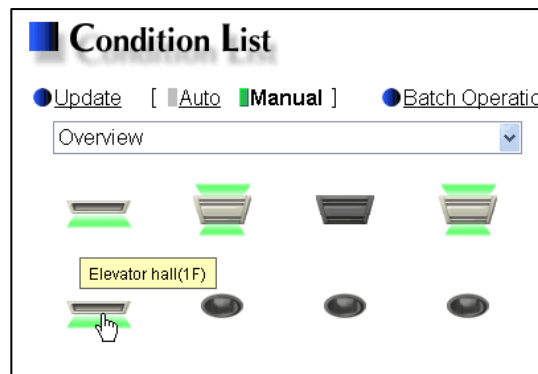 Condition List
Update [ Auto Manual ] Batch Operatio
Overview
Elevator hall(1F)